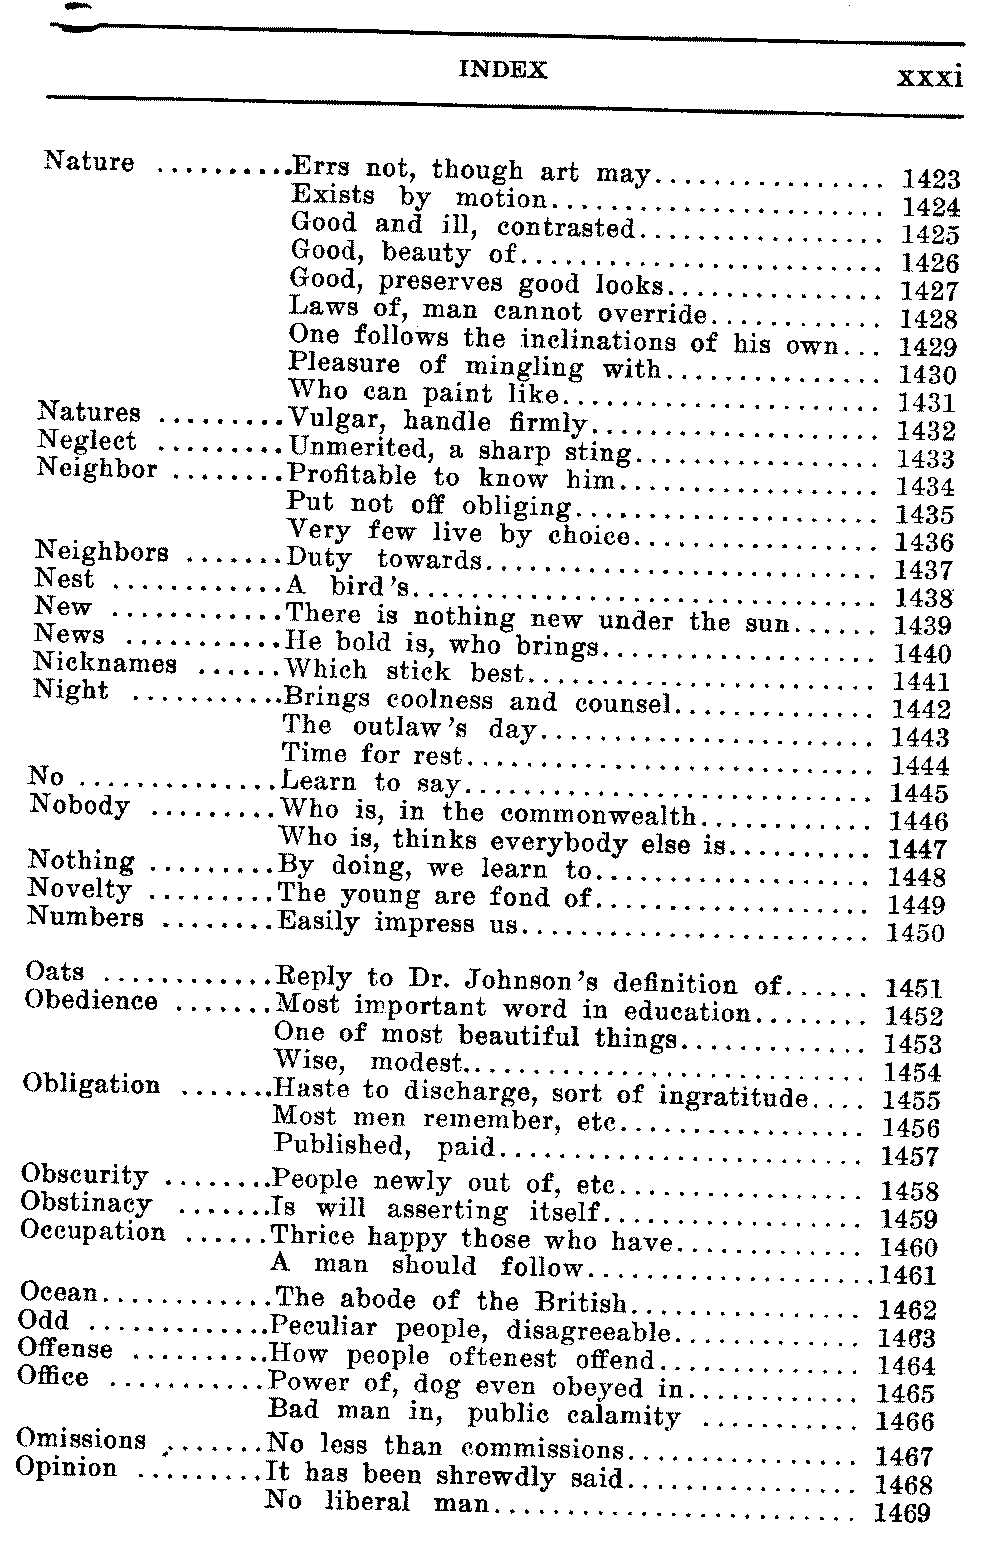 INDEX xxxi
Nature ..........Errs not, though art may................ 1423
Exists by motion....................... 1424
Good and ill, contrasted................. 1425
Good, beauty of......................... 1426
Good, preserves good looks............... 1427
Laws of, man cannot override............ 1428
One follows the inclinations of his own... 1429
Pleasure of mingling with............... 1430
Who can paint like...................... 1431
Natures .........Vulgar, handle firmly.................... 1432
Neglect .........Unmerited, a sharp sting................. 1433
Neighbor ........Profitable to know him.................. 1434
Put not off obliging..................... 1435
Very few live by choice................. 1436
Neighbors .......Duty towards........................... 1437
Nest ............A bird's................................ 1438
New ............There is nothing new under the sun...... 1439
News ...........He bold is, who brings................... 1440
Nicknames ......Which stick best........................ 1441
Night ...........Brings coolness and counsel.............. 1442
The outlaw's day....................... 1443
Time for rest............................ 1444
No ..............Learn to say............................ 1445
Nobody .........Who is, in the commonwealth............ 1446
Who is, thinks everybody else is.......... 1447
Nothing .........By doing, we learn to................... 1448
Novelty .........The young are fond of................... 1449
Numbers ........Easily impress us........................ 1450
Oats ............Reply to Dr. Johnson's definition of...... 1451
Obedience .......Most important word in education........ 1452
One of most beautiful things............. 1453
Wise, modest............................ 1454
Obligation .......Haste to discharge, sort of ingratitude.... 1455
Most men remember, etc................. 1456
Published, paid......................... 1457
Obscurity ........People newly out of, etc................. 1458
Obstinacy .......Is will asserting itself.................. 1459
Occupation ......Thrice happy those who have............. 1460
A man should follow....................1461
Ocean............The abode of the British................ 1462
Odd .............Peculiar people, disagreeable............. 1463
Offense ..........How people oftenest offend.............. 1464
Office ...........Power of, dog even obeyed in............ 1465
Bad man in, public calamity ........... 1466
Omissions ........No less than commissions................ 1467
Opinion .........It has been shrewdly said................ 1468
No liberal man......................... 1469